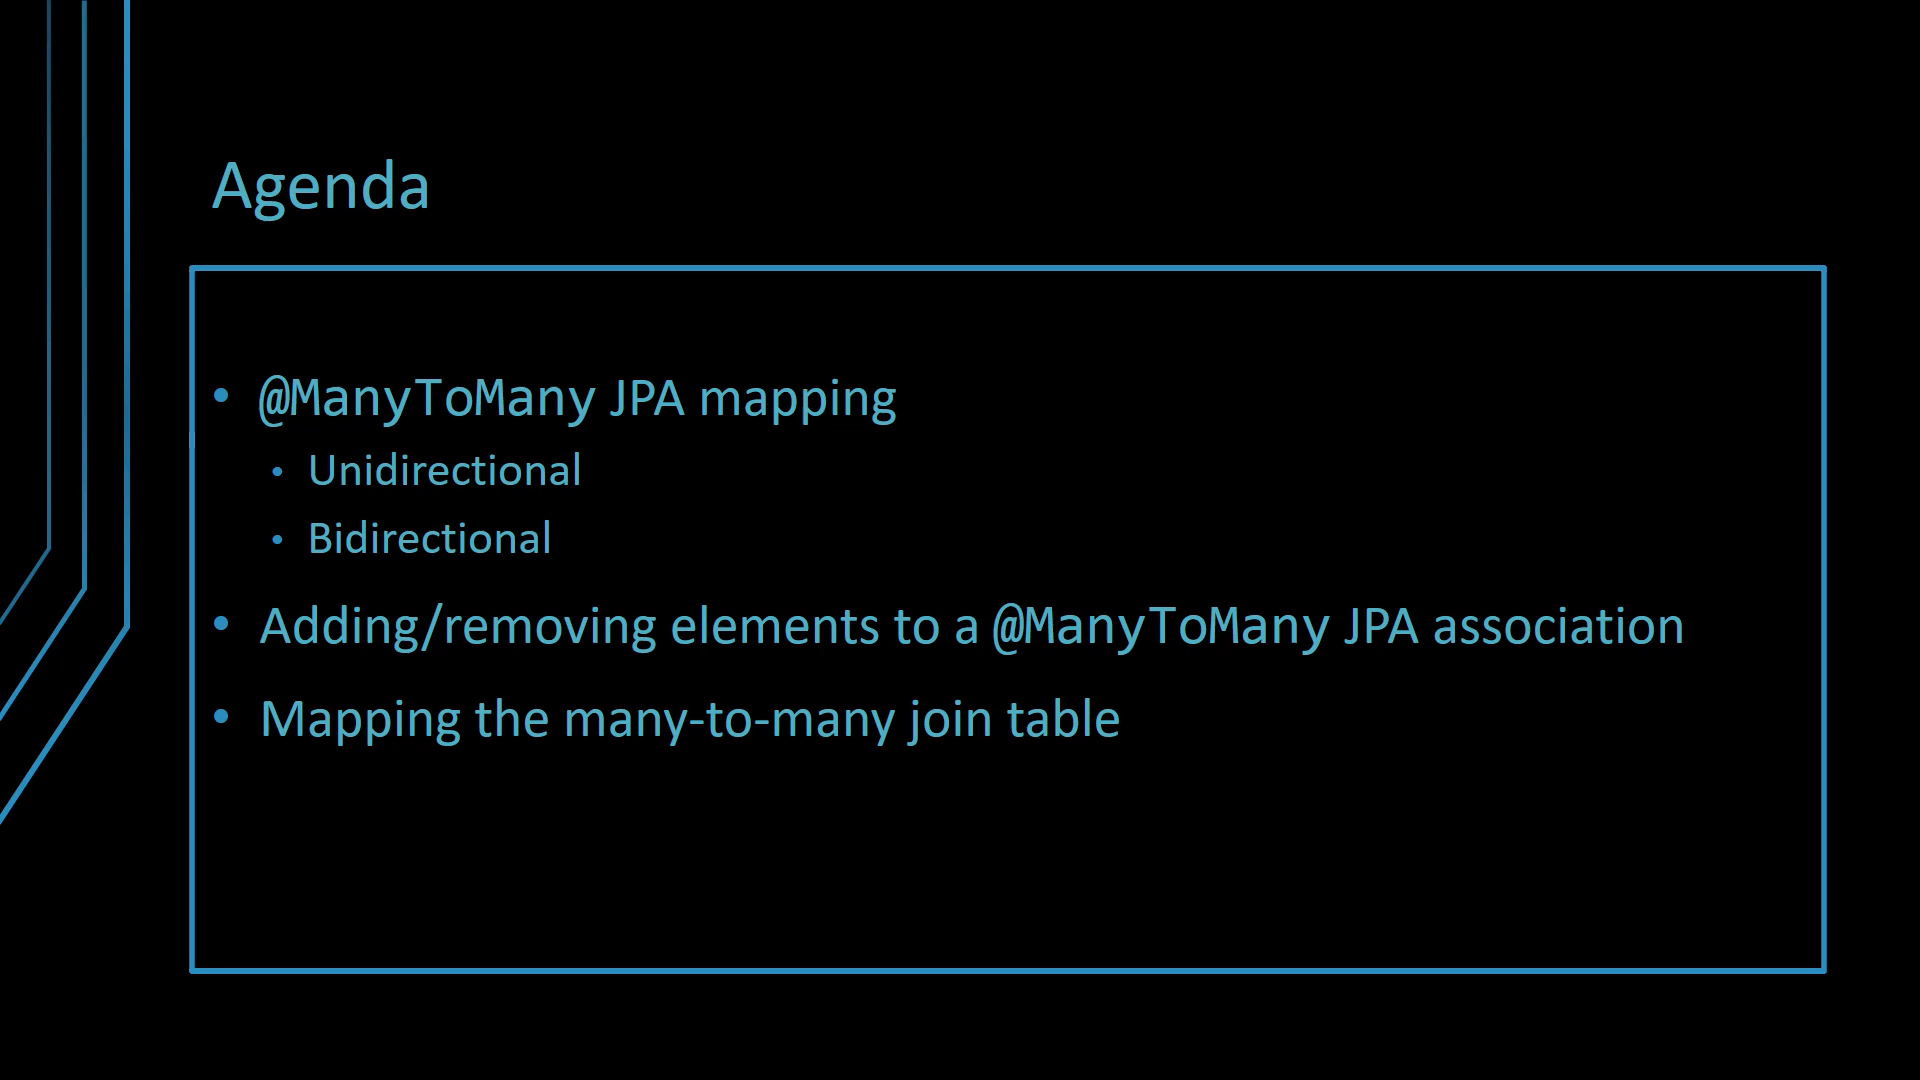 Agenda
• @ManyToMany JPA mapping
• Unidirectional
• Bidirectional
• Adding/removing elements to a @ManyToMany JPA association
• Mapping the many-to-many join table